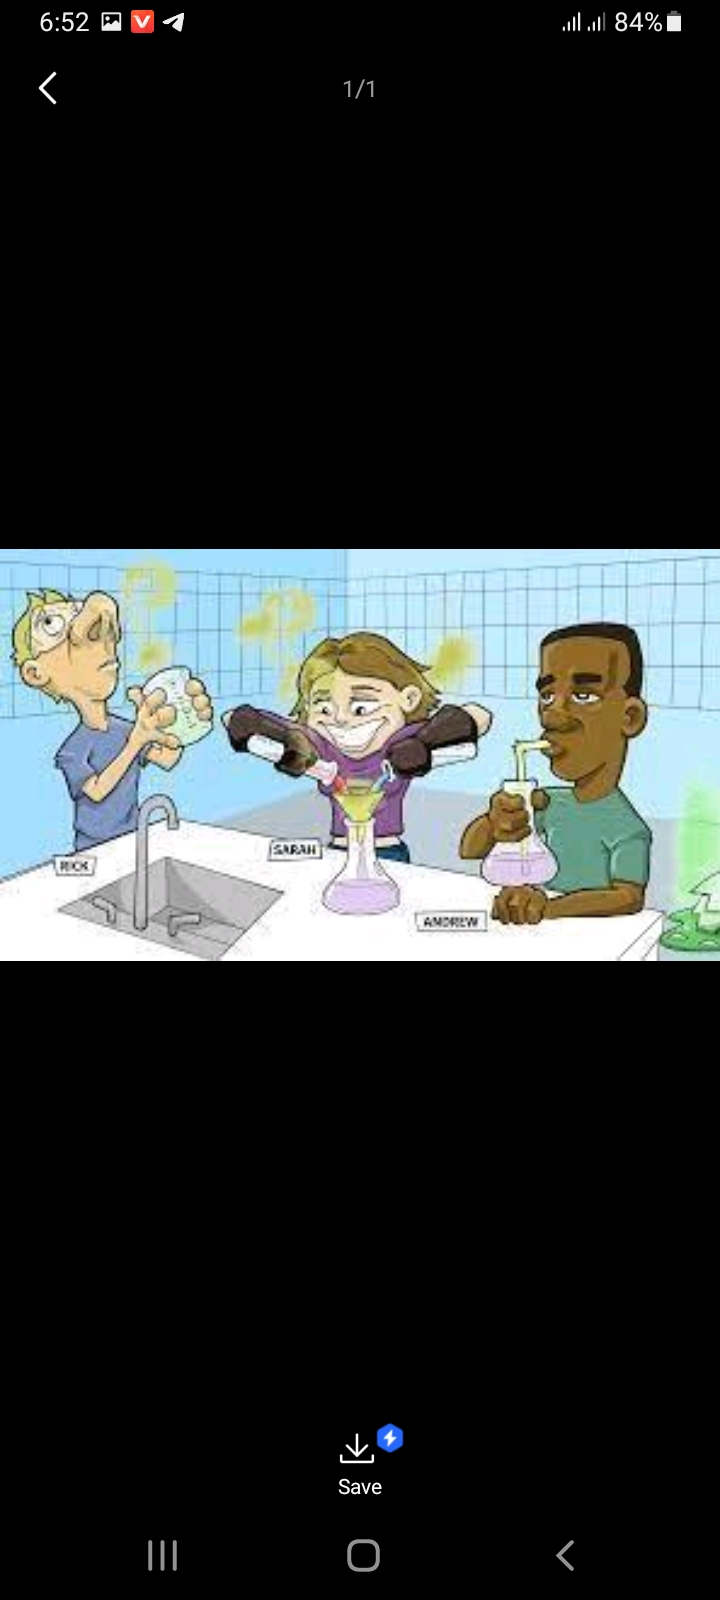 6:52
84%
1/1
RICK
SARAH
ANDREW
Save